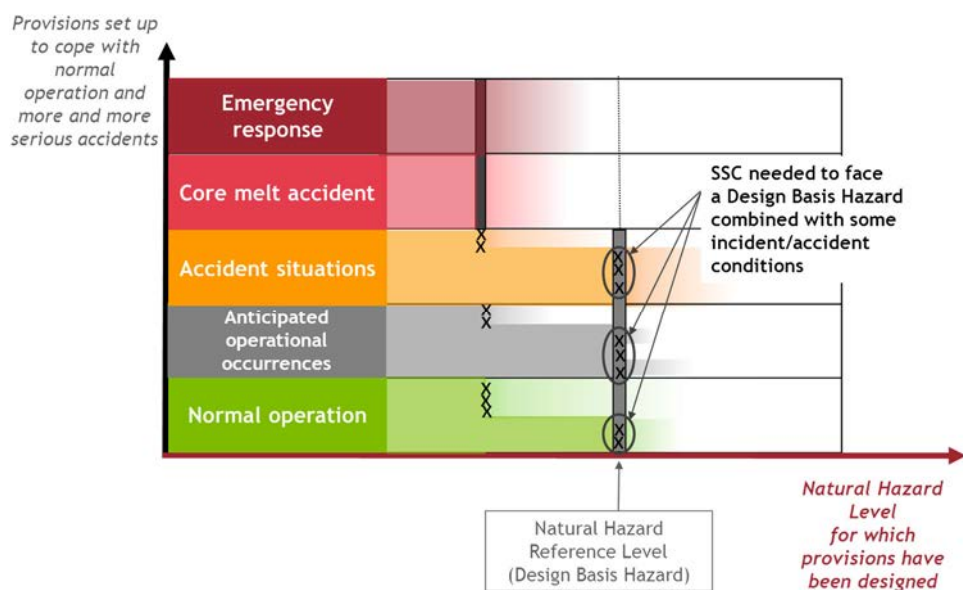 Provisions set up
to cope with
normal
operation and
more and more
serious accidents
Emergency
response
Core melt accident
SSC needed to face
a Design Basis Hazard
combined with some
incident/accident
conditions
X
X
Accident situations
X
X
X
Anticipated
operational
occurrences
X
X
X
X
X
Normal operation
X
X
X
X
X
Natural Hazard
Reference Level
(Design Basis Hazard)
Natural Hazard
Level
for which
provisions have
been designed